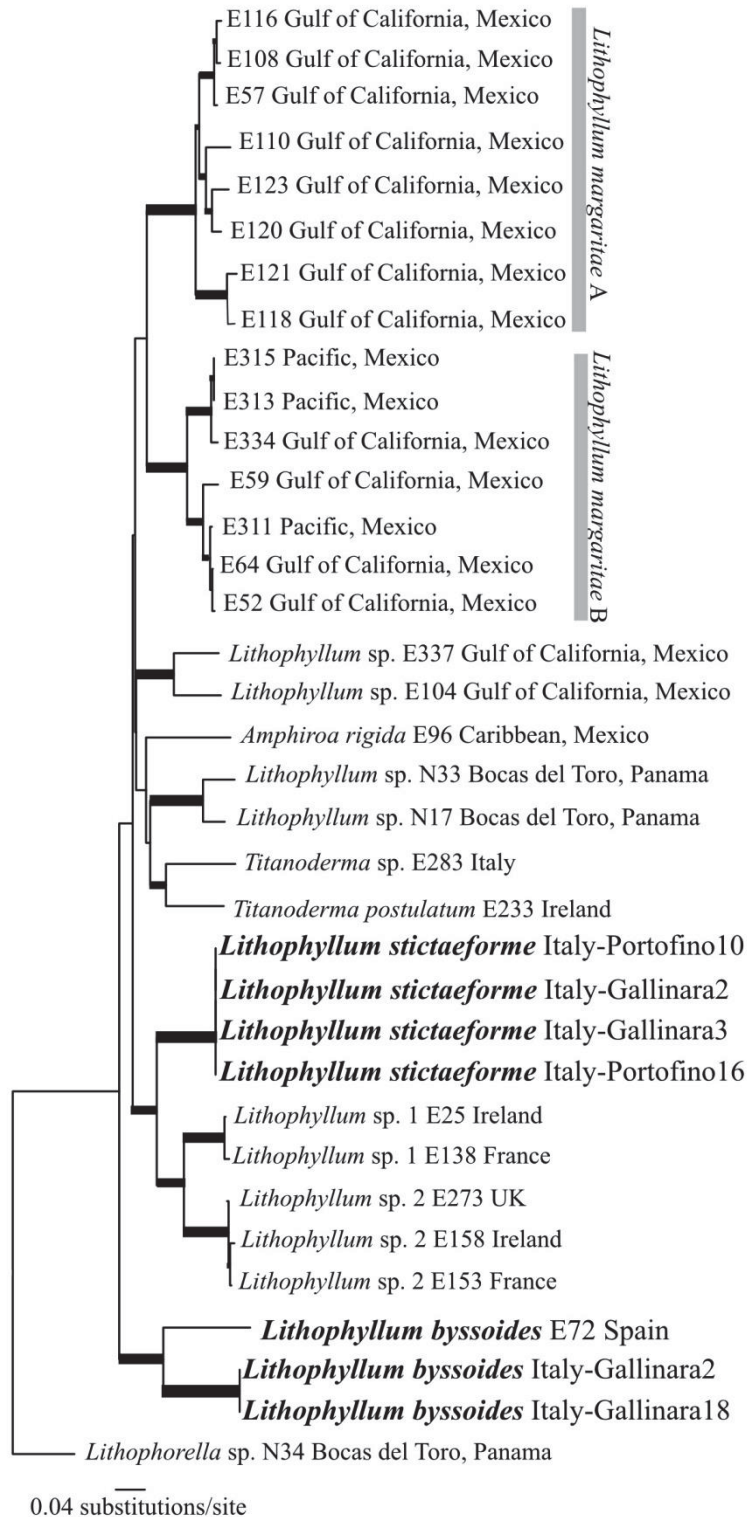 E116 Gulf of California, Mexico
E108 Gulf of California, Mexico
E57 Gulf of California, Mexico
E110 Gulf of California, Mexico
E123 Gulf of California, Mexico
E120 Gulf of California, Mexico
E121 Gulf of California, Mexico
E118 Gulf of California, Mexico
Lithophyllum margaritae A
E315 Pacific, Mexico
E313 Pacific, Mexico
E334 Gulf of California, Mexico
E59 Gulf of California, Mexico
E311 Pacific, Mexico
E64 Gulf of California, Mexico
E52 Gulf of California, Mexico
Lithophyllum margaritae B
Lithophyllum sp. E337 Gulf of California, Mexico
Lithophyllum sp. E104 Gulf of California, Mexico
Amphiroa rigida E96 Caribbean, Mexico
Lithophyllum sp. N33 Bocas del Toro, Panama
Lithophyllum sp. N17 Bocas del Toro, Panama
Titanoderma sp. E283 Italy
Titanoderma postulatum E233 Ireland
Lithophyllum stictaeforme Italy-Portofino10
Lithophyllum stictaeforme Italy-Gallinara2
Lithophyllum stictaeforme Italy-Gallinara3
Lithophyllum stictaeforme Italy-Portofino16
Lithophyllum sp. 1 E25 Ireland
Lithophyllum sp. 1 E138 France
Lithophyllum sp. 2 E273 UK
Lithophyllum sp. 2 E158 Ireland
Lithophyllum sp. 2 E153 France
Lithophyllum byssoides E72 Spain
Lithophyllum byssoides Italy-Gallinara2
Lithophyllum byssoides Italy-Gallinara18
Lithophorella sp. N34 Bocas del Toro, Panama
0.04 substitutions/site